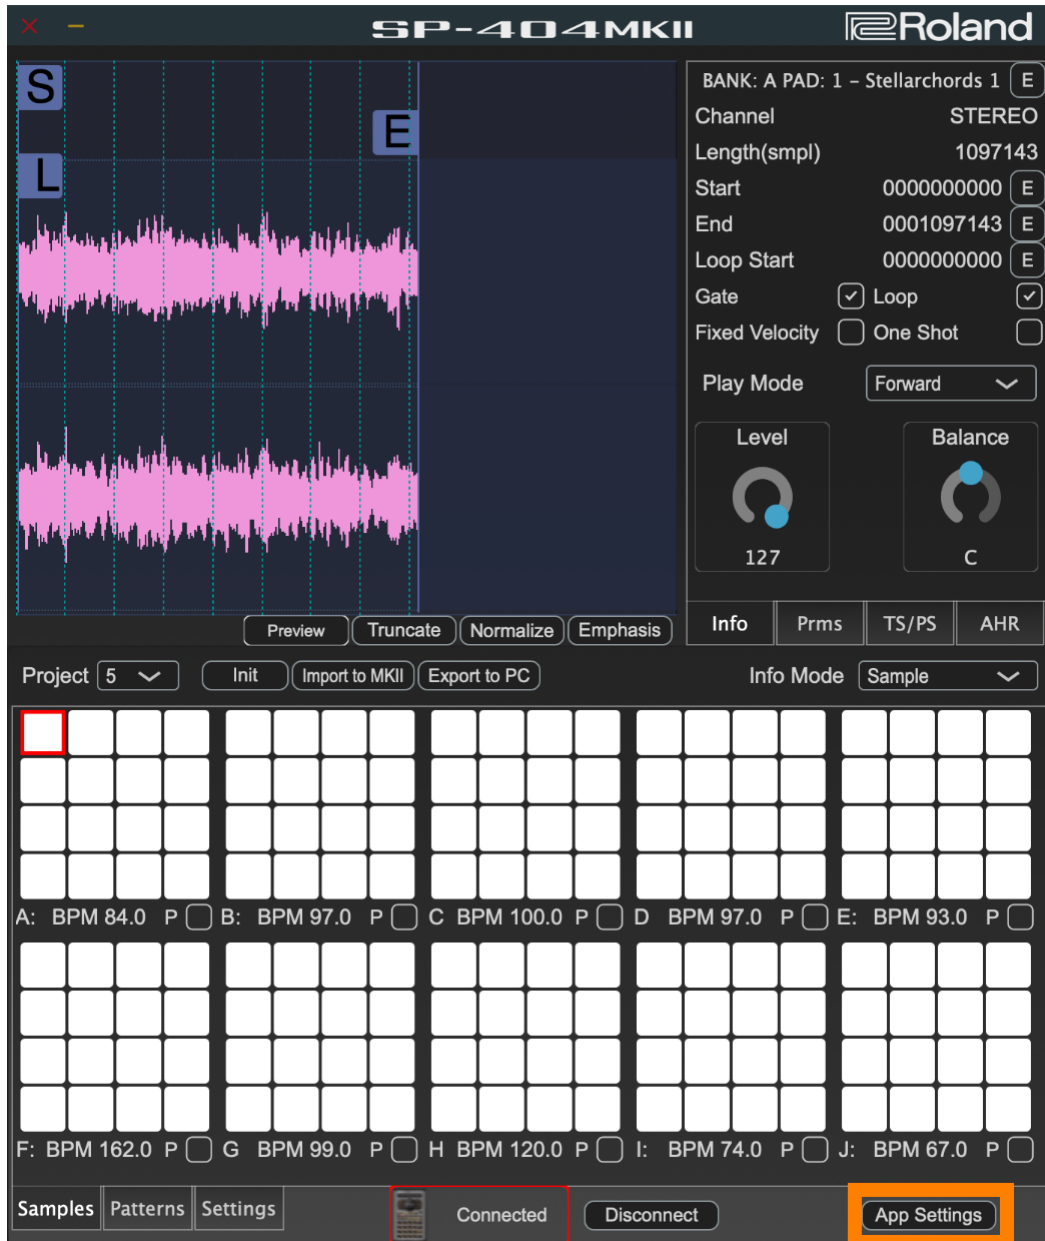 × – SP-404MKII Roland
S
E
L
BANK: A PAD: 1 – Stellarchords 1 E
Channel STEREO
Length(smpl) 1097143
Start 0000000000 E
End 0001097143 E
Loop Start 0000000000 E
Gate Loop
Fixed Velocity One Shot
Play Mode Forward
Level Balance
127 C
Preview Truncate Normalize Emphasis
Info Prms TS/PS AHR
Project 5 Init Import to MKII Export to PC Info Mode Sample
A: BPM 84.0 P B: BPM 97.0 P C BPM 100.0 P D BPM 97.0 P E: BPM 93.0 P
F: BPM 162.0 P G BPM 99.0 P H BPM 120.0 P I: BPM 74.0 P J: BPM 67.0 P
Samples Patterns Settings Connected Disconnect App Settings